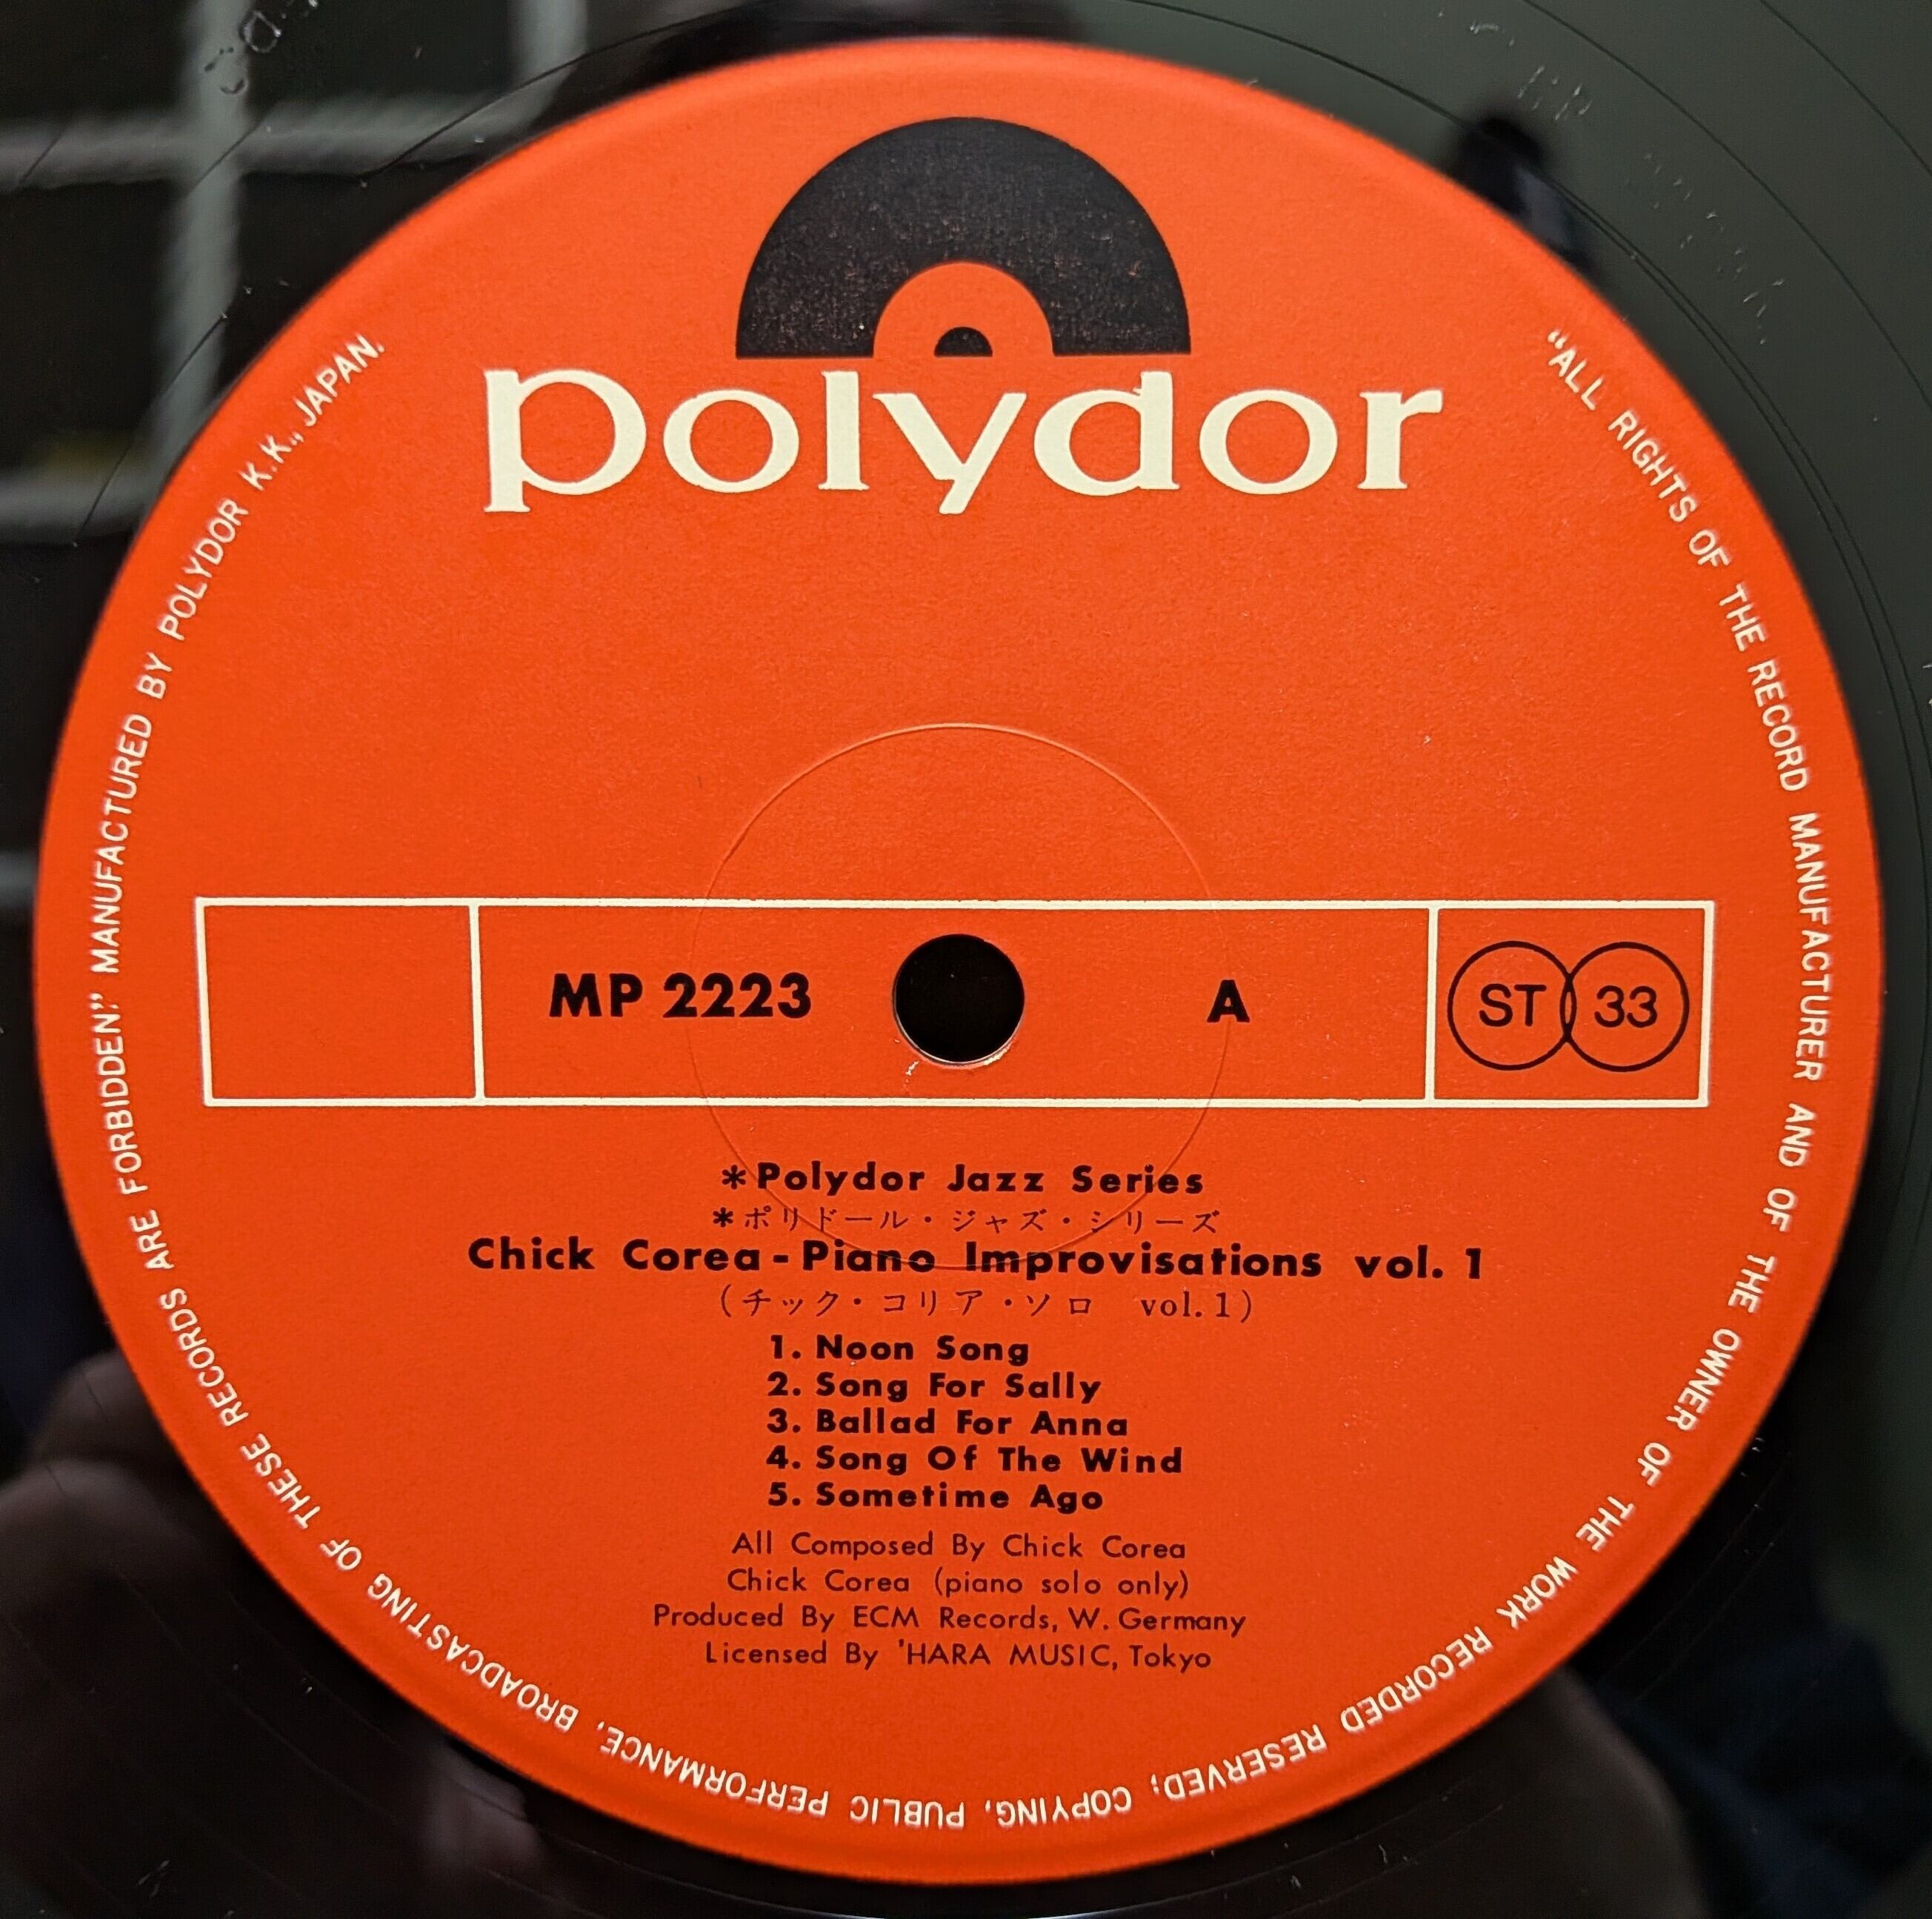 polydor
MP 2223
A
ST 33
*Polydor Jazz Series
*ポリドール・ジャズ・シリーズ
Chick Corea-Piano Improvisations vol. 1
(チック・コリア・ソロ vol.1)
1. Noon Song
2. Song For Sally
3. Ballad For Anna
4. Song Of The Wind
5. Sometime Ago
All Composed By Chick Corea
Chick Corea (piano solo only)
Produced By ECM Records, W. Germany
Licensed By 'HARA MUSIC, Tokyo
"ALL RIGHTS OF THE RECORD MANUFACTURER AND OF THE OWNER OF THE WORK RECORDED RESERVED; COPYING, PUBLIC PERFORMANCE, BROADCASTING OF THESE RECORDS ARE FORBIDDEN" MANUFACTURED BY POLYDOR K.K., JAPAN.